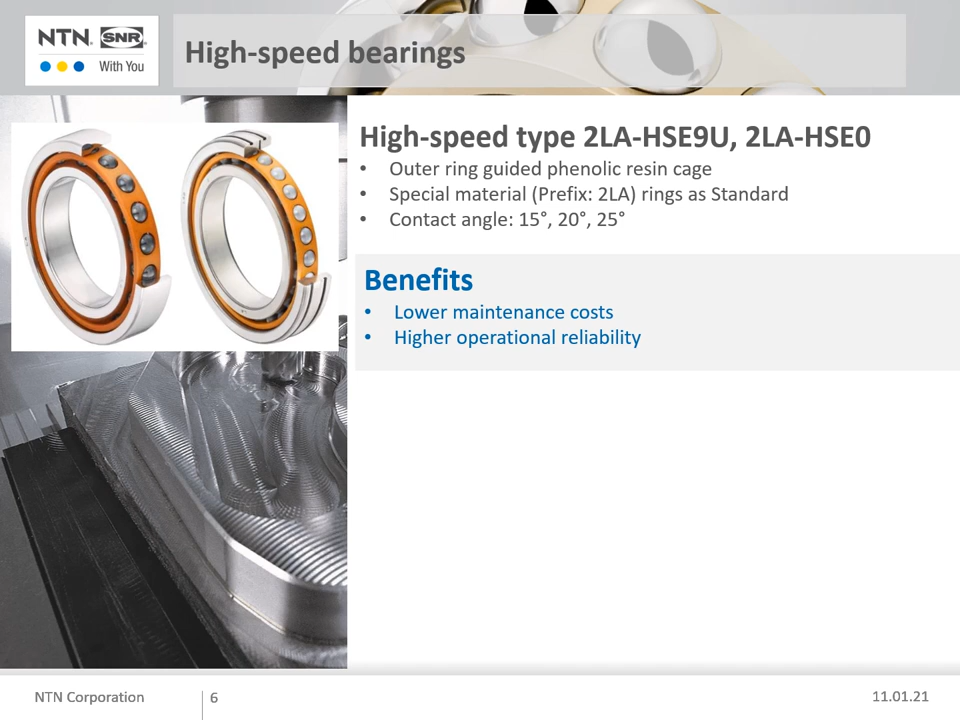 NTN. SNR.
With You
High-speed bearings
High-speed type 2LA-HSE9U, 2LA-HSE0
• Outer ring guided phenolic resin cage
• Special material (Prefix: 2LA) rings as Standard
• Contact angle: 15°, 20°, 25°
Benefits
• Lower maintenance costs
• Higher operational reliability
NTN Corporation
6
11.01.21